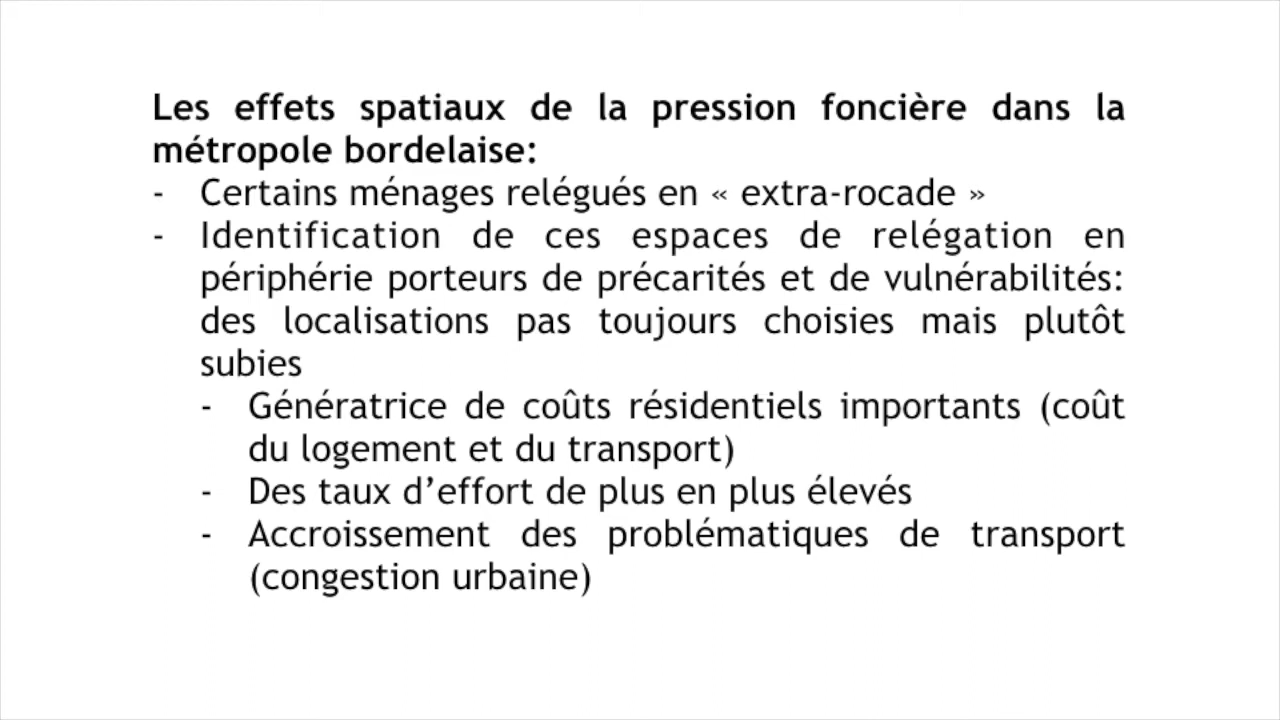 Les effets spatiaux de la pression foncière dans la
métropole bordelaise:
- Certains ménages relégués en « extra-rocade »
- Identification de ces espaces de relégation en
périphérie porteurs de précarités et de vulnérabilités:
des localisations pas toujours choisies mais plutôt
subies
- Génératrice de coûts résidentiels importants (coût
du logement et du transport)
- Des taux d’effort de plus en plus élevés
- Accroissement des problématiques de transport
(congestion urbaine)